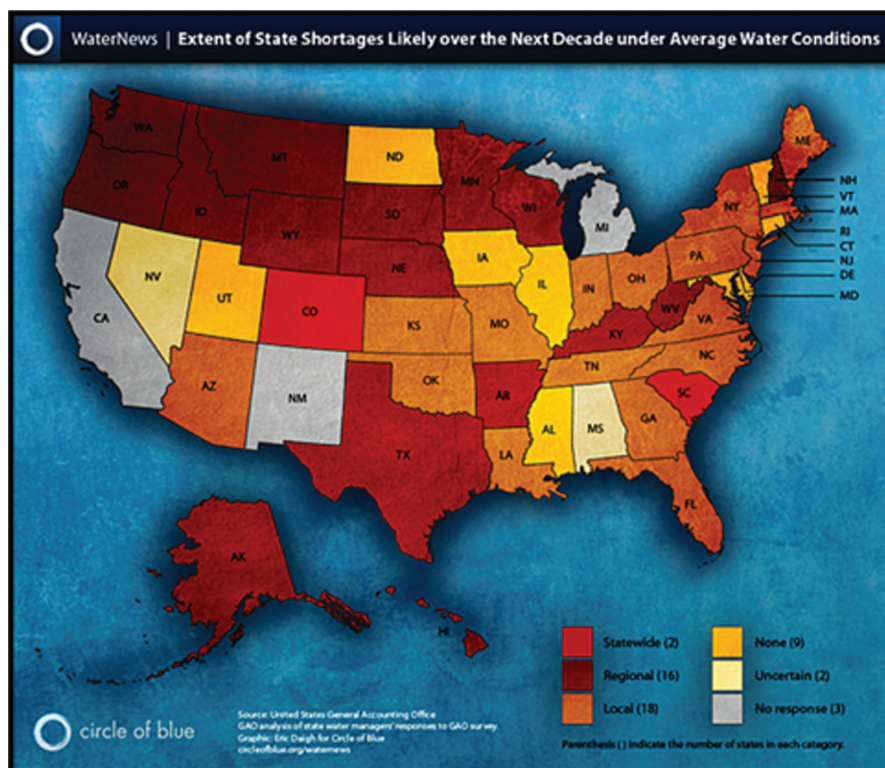 WaterNews | Extent of State Shortages Likely over the Next Decade under Average Water Conditions
WA
MT
ND
MN
ME
OR
ID
SD
WI
NH
VT
WY
MI
NY
MA
RI
CT
NE
IA
PA
NJ
NV
UT
IL
IN
OH
DE
MD
CA
CO
KS
MO
WV
VA
KY
AZ
NM
OK
AR
TN
NC
SC
TX
LA
AL
MS
GA
FL
AK
HI
Statewide (2)
None (9)
Regional (16)
Uncertain (2)
Local (18)
No response (3)
Parenthesis ( ) indicate the number of states in each category.
circle of blue
Source: United States General Accounting Office
GAO analysis of state water managers' responses to GAO survey.
Graphic: Eric Daigh for Circle of Blue
circleofblue.org/waternews